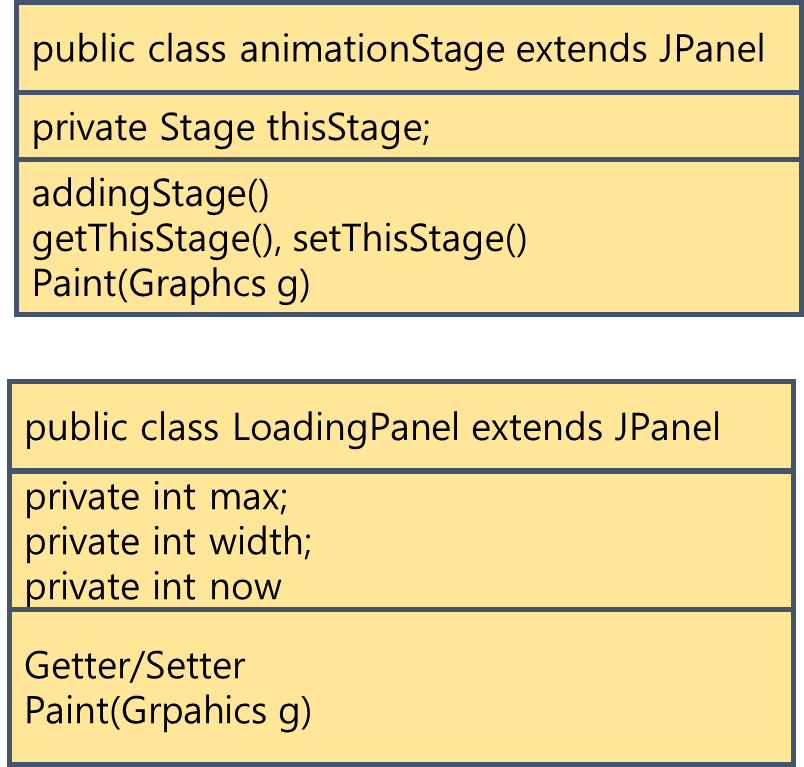 public class animationStage extends JPanel
private Stage thisStage;
addingStage()
getThisStage(), setThisStage()
Paint(Graphcs g)
public class LoadingPanel extends JPanel
private int max;
private int width;
private int now
Getter/Setter
Paint(Grpahics g)